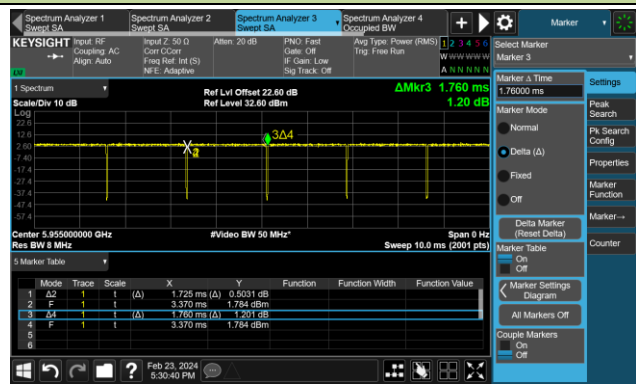 Spectrum Analyzer 1
Swept SA
Spectrum Analyzer 2
Swept SA
Spectrum Analyzer 3
Swept SA
Spectrum Analyzer 4
Occupied BW
Marker
KEYSIGHT
Input: RF
Coupling: AC
Align: Auto
Input Z: 50 Ω
Corr CCorr
Freq Ref: Int (S)
NFE: Adaptive
Atten: 20 dB
PNO: Fast
Gate: Off
IF Gain: Low
Sig Track: Off
Avg Type: Power (RMS)
Trig: Free Run
1 2 3 4 5 6
W W W W W W
A N N N N N
LXI
Select Marker
Marker 3
1 Spectrum
Scale/Div 10 dB
Ref Lvl Offset 22.60 dB
Ref Level 32.60 dBm
ΔMkr3 1.760 ms
1.20 dB
Log
22.6
12.6
2.60
-7.40
-17.4
-27.4
-37.4
-47.4
-57.4
3Δ4
Center 5.955000000 GHz
Res BW 8 MHz
#Video BW 50 MHz*
Span 0 Hz
Sweep 10.0 ms (2001 pts)
Marker Δ Time
1.76000 ms
Marker Mode
Normal
Delta (Δ)
Fixed
Off
Delta Marker
(Reset Delta)
Marker Table
On
Off
Marker Settings
Diagram
All Markers Off
Couple Markers
On
Off
Settings
Peak
Search
Pk Search
Config
Properties
Marker
Function
Marker→
Counter
5 Marker Table
Mode Trace Scale X Y Function Function Width Function Value
1 Δ2 1 t (Δ) 1.725 ms (Δ) 0.5031 dB
2 F 1 t 3.370 ms 1.784 dBm
3 Δ4 1 t (Δ) 1.760 ms (Δ) 1.201 dB
4 F 1 t 3.370 ms 1.784 dBm
5
6
?
Feb 23, 2024
5:30:40 PM